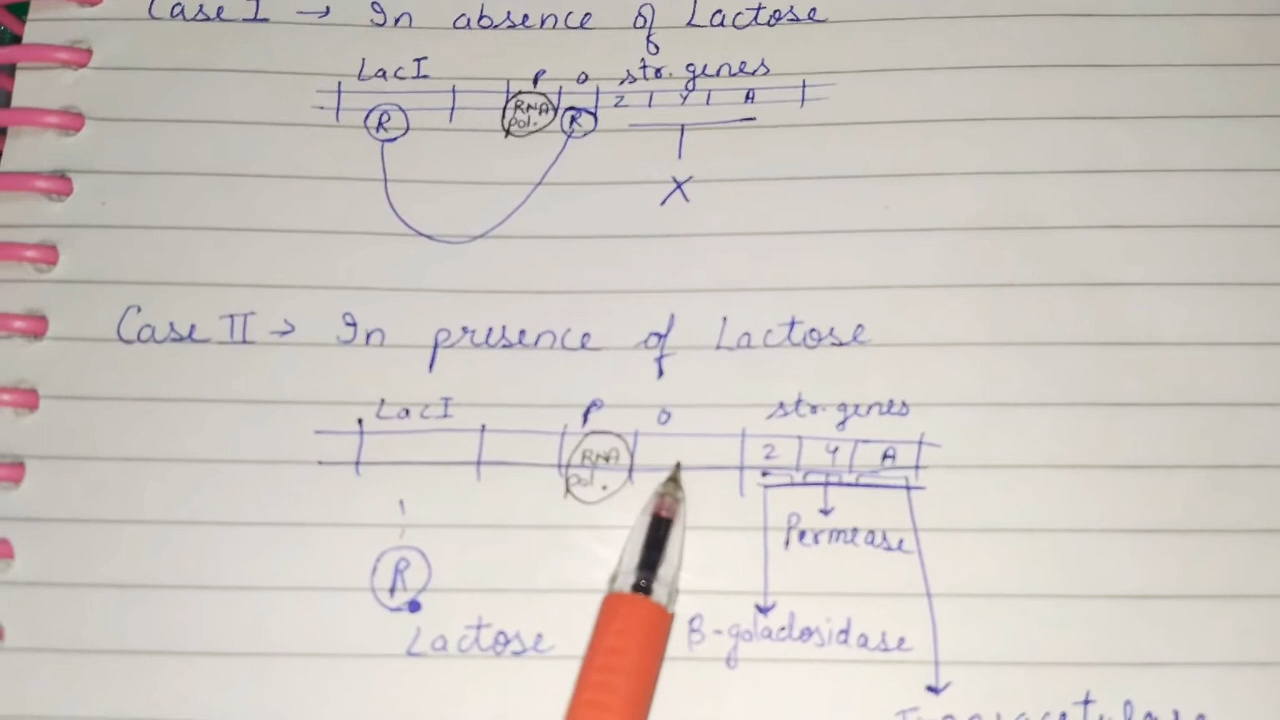 Case I → In absence of Lactose
LacI P O str. genes
R RNA pol. R Z Y A
X
Case II → In presence of Lactose
LacI P O str. genes
RNA pol. Z Y A
Permease
R
Lactose B-galactosidase
Transacetylase